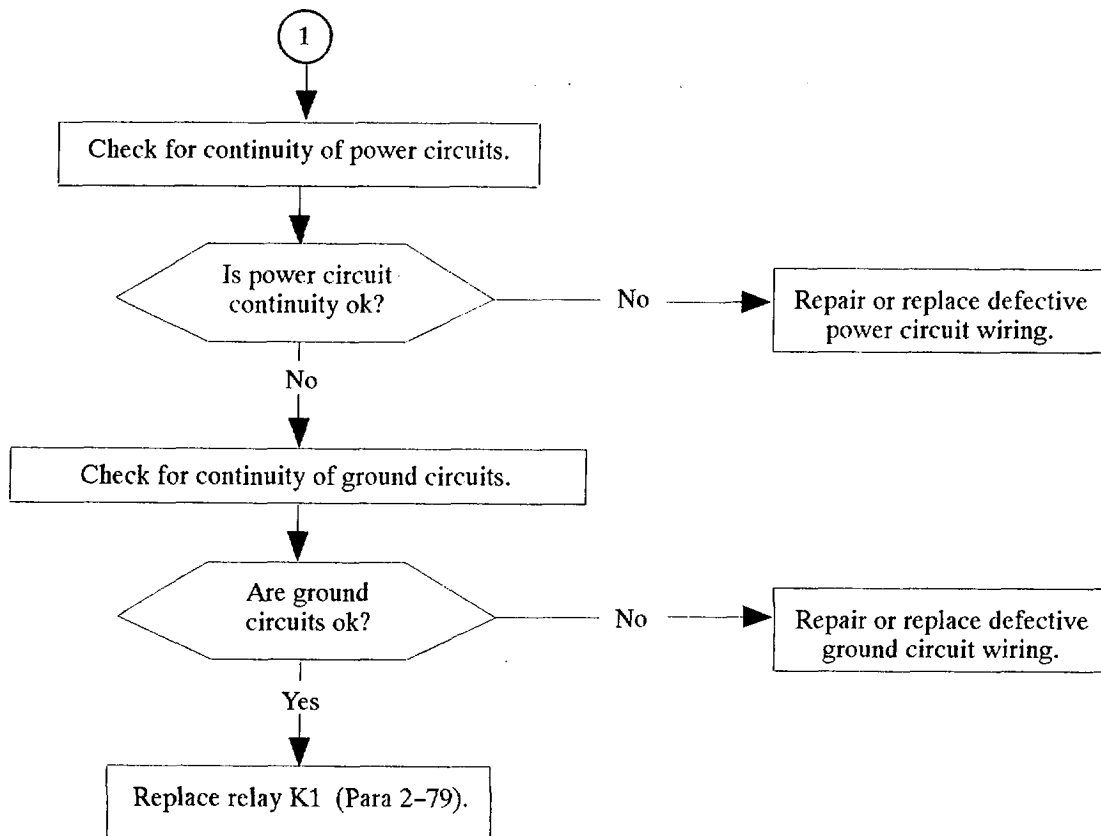 1
Check for continuity of power circuits.
Is power circuit
continuity ok?
No
Repair or replace defective
power circuit wiring.
No
Check for continuity of ground circuits.
Are ground
circuits ok?
No
Repair or replace defective
ground circuit wiring.
Yes
Replace relay K1 (Para 2-79).